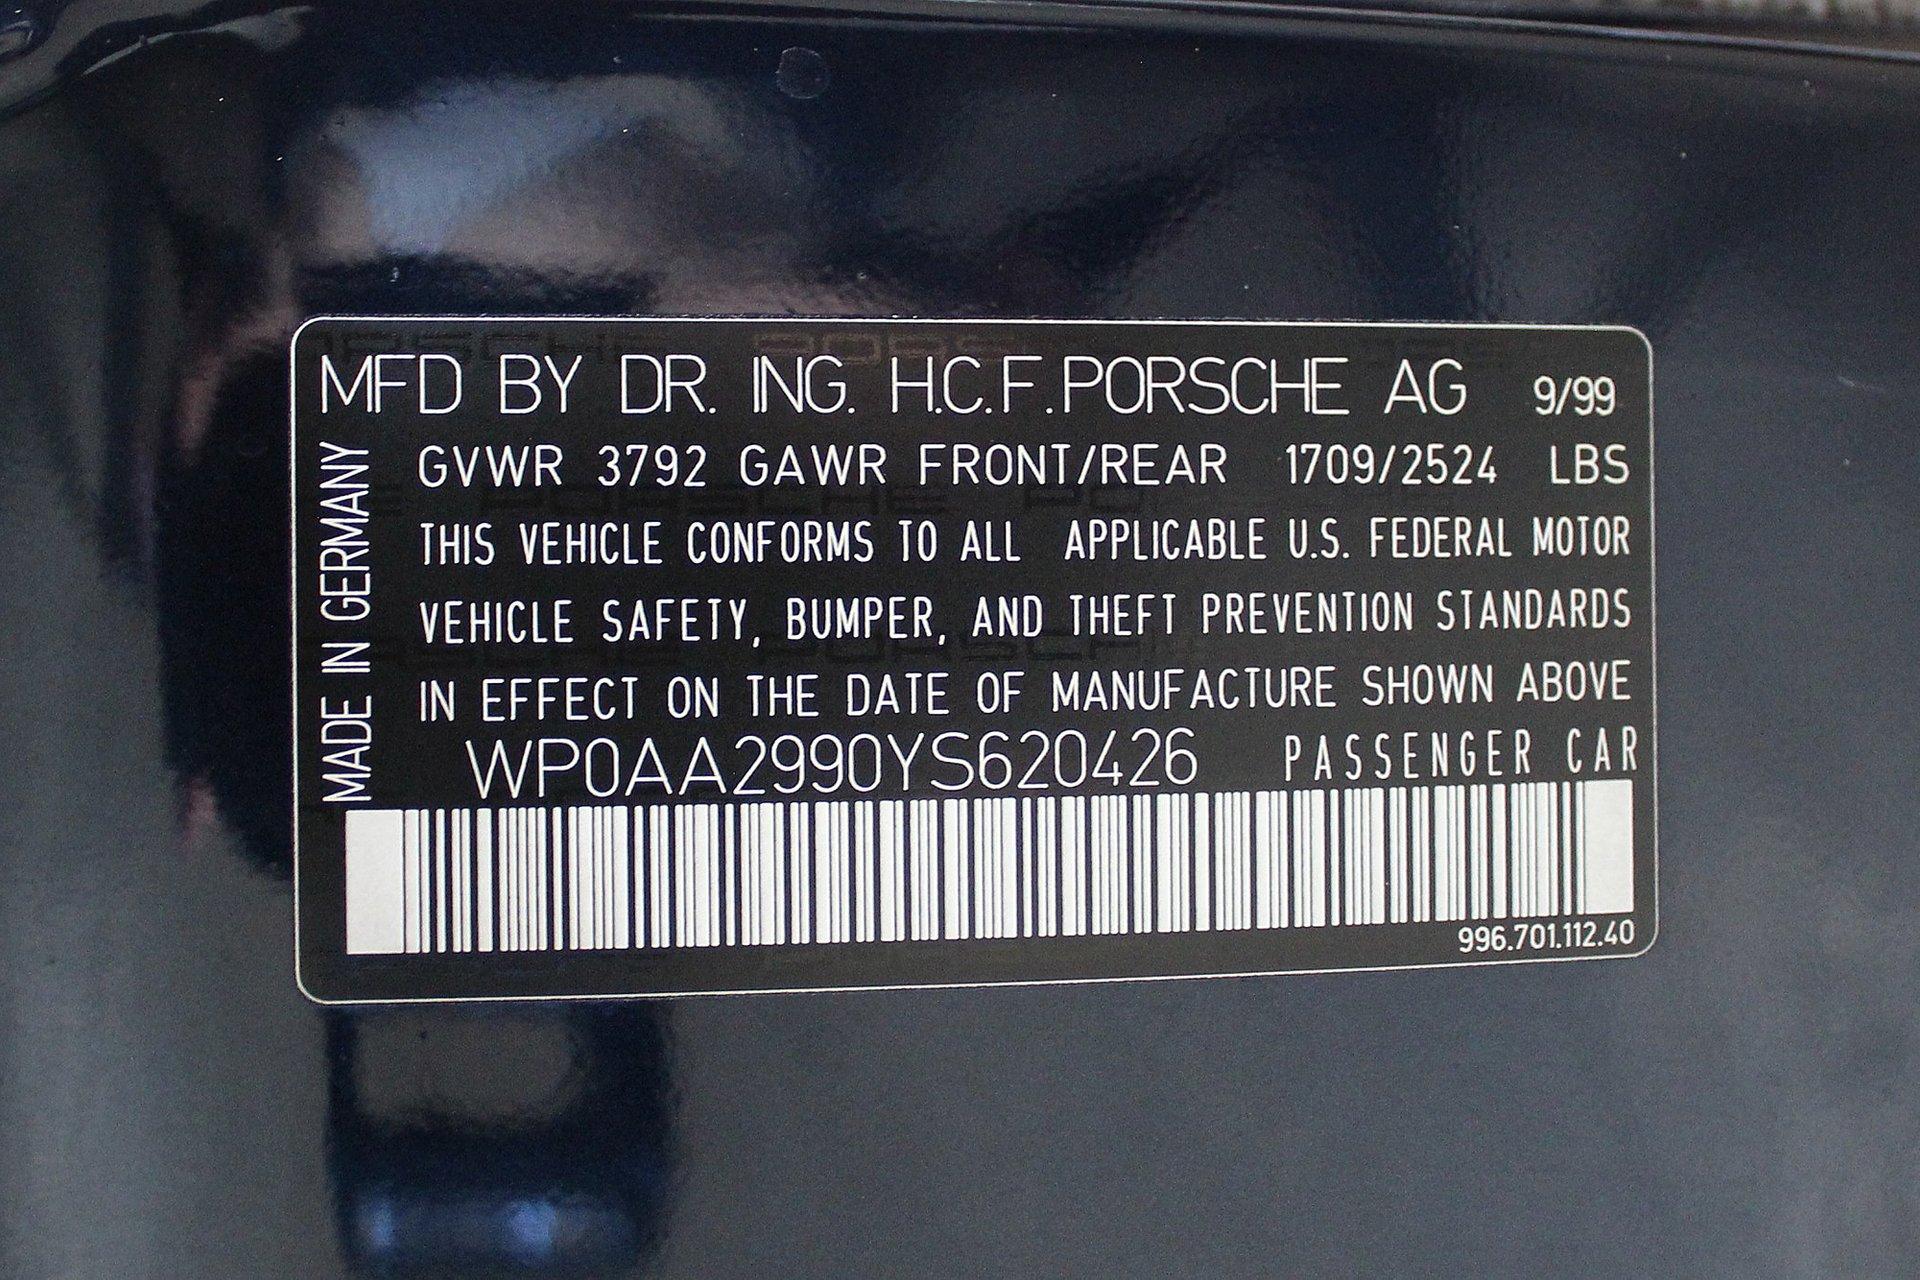 MFD BY DR. ING. H.C.F. PORSCHE AG 9/99
GVWR 3792 GAWR FRONT/REAR 1709/2524 LBS
THIS VEHICLE CONFORMS TO ALL APPLICABLE U.S. FEDERAL MOTOR
VEHICLE SAFETY, BUMPER, AND THEFT PREVENTION STANDARDS
IN EFFECT ON THE DATE OF MANUFACTURE SHOWN ABOVE
WP0AA2990YS620426 PASSENGER CAR
996.701.112.40
MADE IN GERMANY